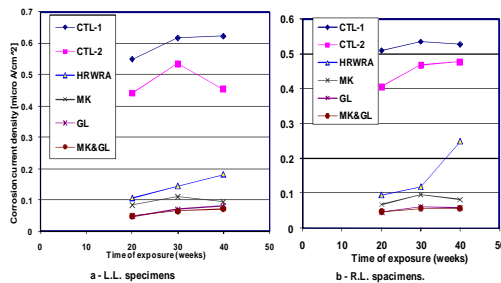 Corrosion current density [micro A/cm^2]
0.7
0.6
0.5
0.4
0.3
0.2
0.1
0
0 10 20 30 40 50
CTL-1
CTL-2
HRWRA
MK
GL
MK&GL
Time of exposure (weeks)
a - L.L. specimens
0.6
0.5
0.4
0.3
0.2
0.1
0
0 10 20 30 40 50
CTL-1
CTL-2
HRWRA
MK
GL
MK&GL
Time of exposure (weeks)
b - R.L. spacimens.